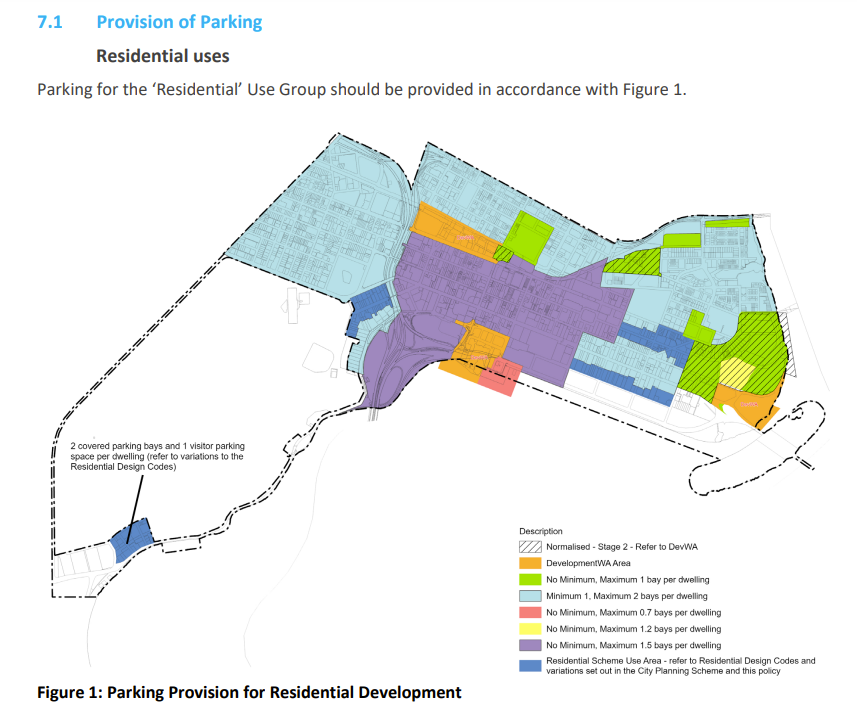 7.1 Provision of Parking
Residential uses
Parking for the ‘Residential’ Use Group should be provided in accordance with Figure 1.
2 covered parking bays and 1 visitor parking
space per dwelling (refer to variations to the
Residential Design Codes)
Description
Normalised - Stage 2 - Refer to DevWA
DevelopmentWA Area
No Minimum, Maximum 1 bay per dwelling
Minimum 1, Maximum 2 bays per dwelling
No Minimum, Maximum 0.7 bays per dwelling
No Minimum, Maximum 1.2 bays per dwelling
No Minimum, Maximum 1.5 bays per dwelling
Residential Scheme Use Area - refer to Residential Design Codes and
variations set out in the City Planning Scheme and this policy
Figure 1: Parking Provision for Residential Development